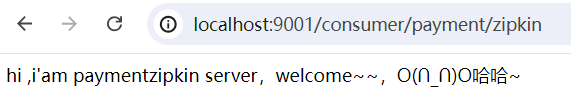 localhost:9001/consumer/payment/zipkin
hi ,i'am paymentzipkin server，welcome~~，O(∩_∩)O哈哈~